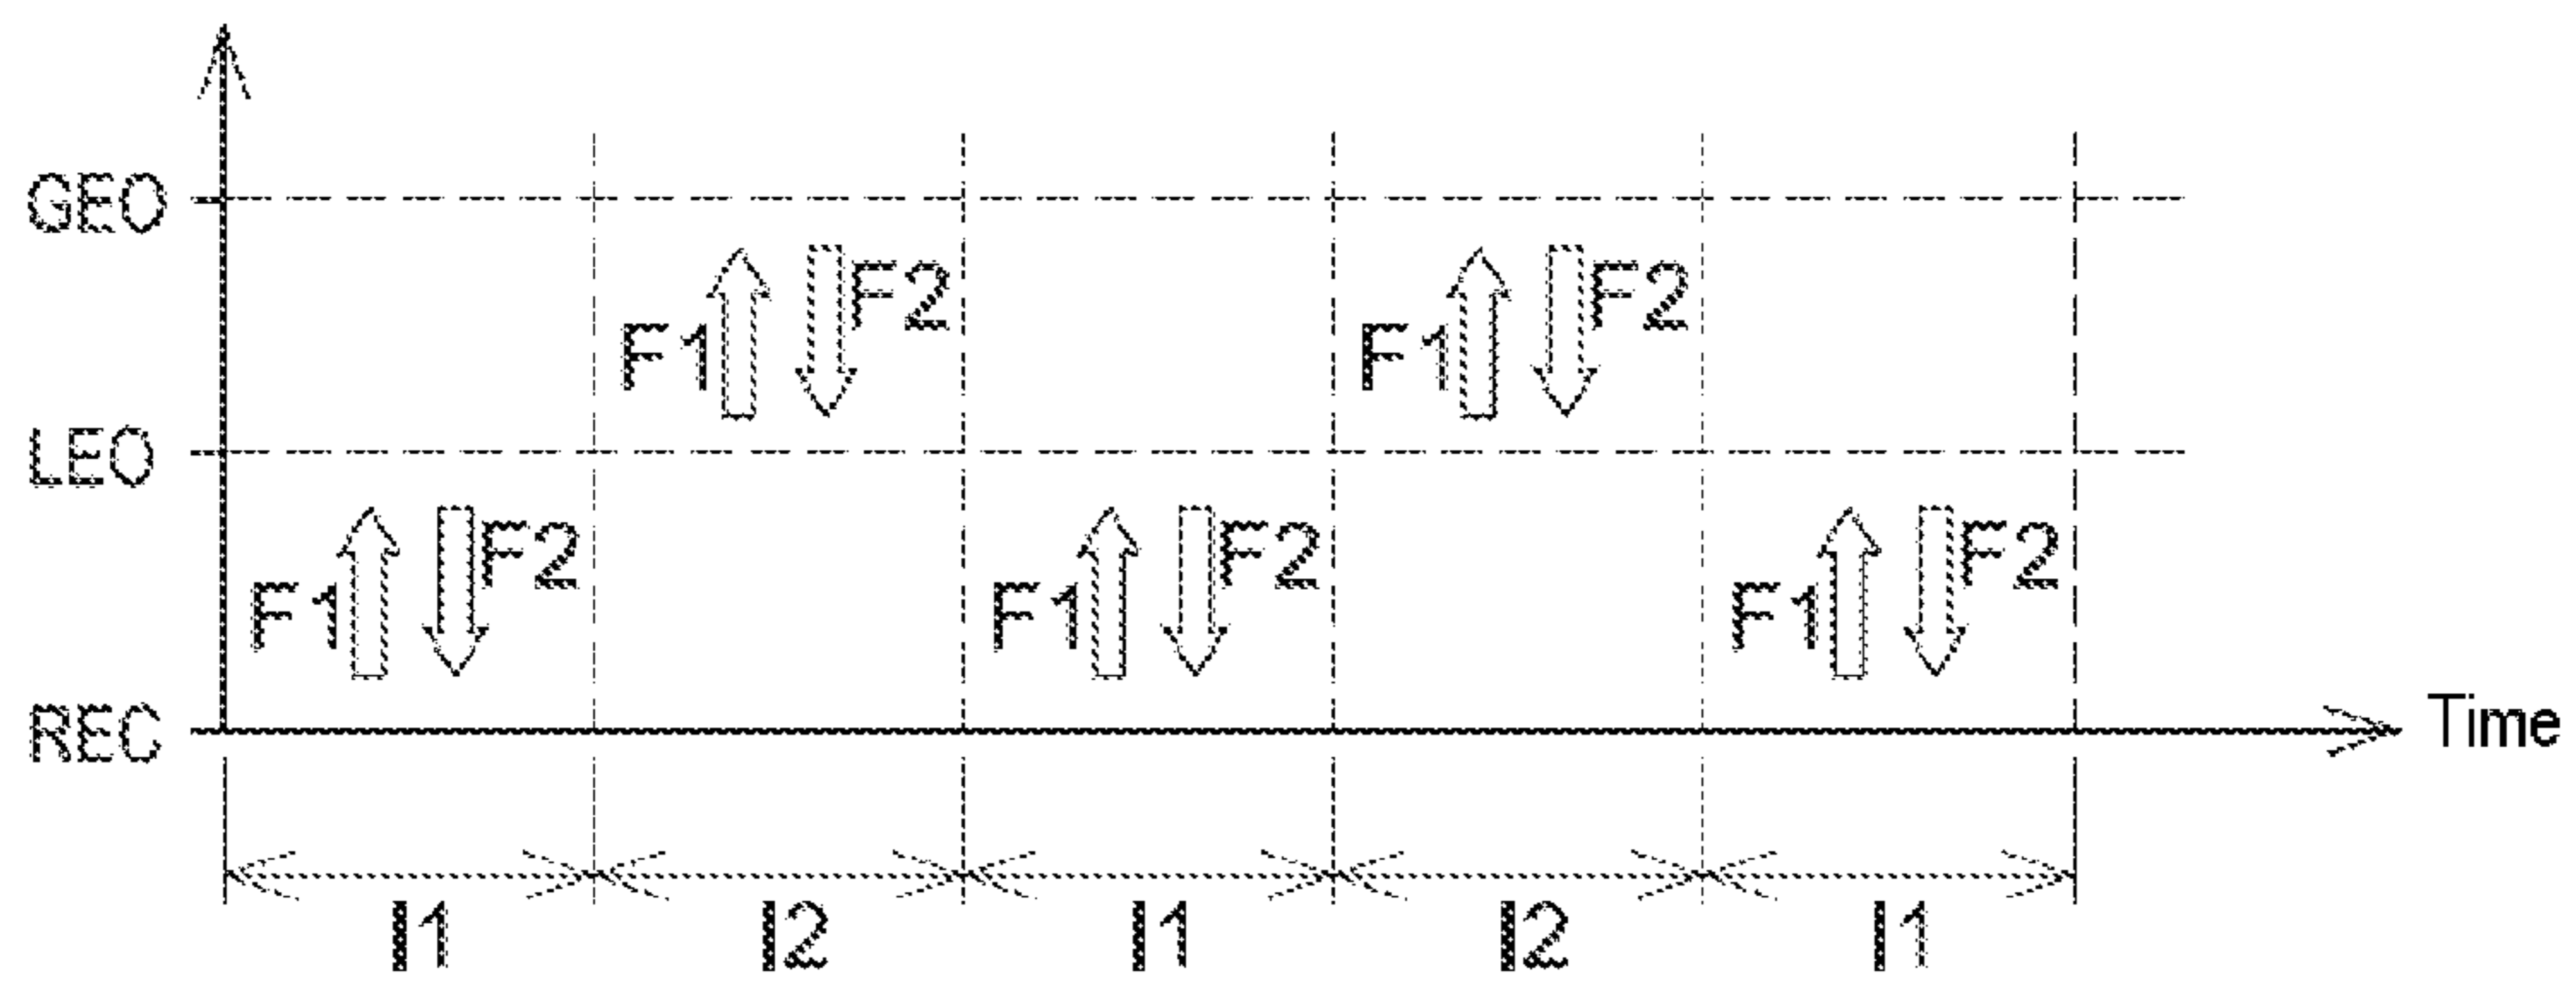 GEO
F1 F2 F1 F2
LEO
F1 F2 F1 F2 F1 F2
REC Time
I1 I2 I1 I2 I1